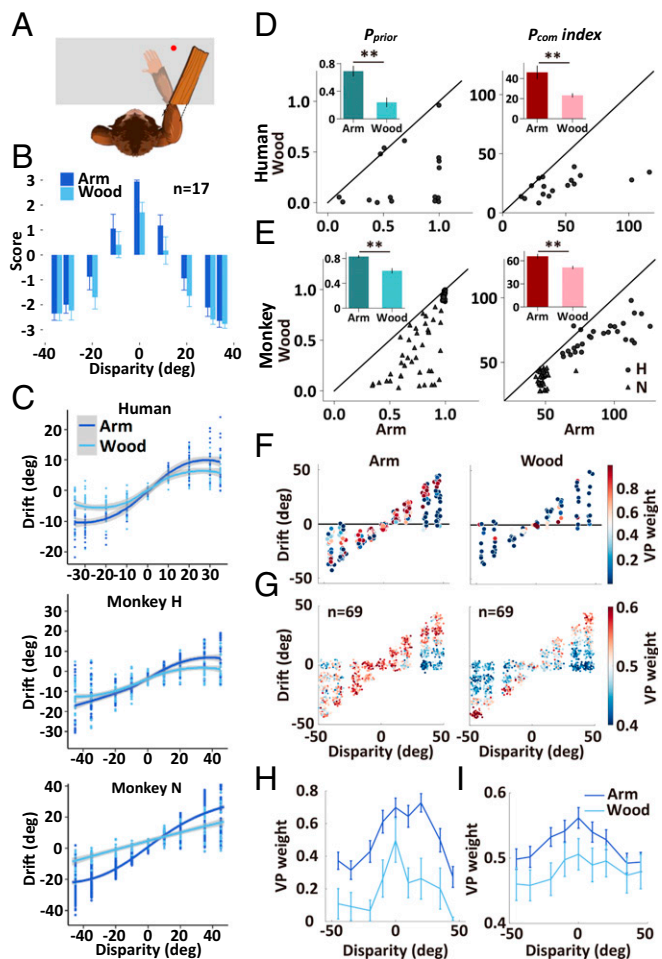 A
B
3
2
1
0
-1
-2
-3
Score
Arm
Wood
n=17
-40 -20 0 20 40
Disparity (deg)
C
Human
Arm
Wood
20
10
0
-10
-20
-30 -20 -10 0 10 20 30
Drift (deg)
Monkey H
20
10
0
-10
-20
-30
-40 -20 0 20 40
Drift (deg)
Monkey N
40
20
0
-20
-40
-40 -20 0 20 40
Drift (deg)
Disparity (deg)
D
Pprior
Pcom index
Human
Wood
1.0
0.5
0.0
0.8
0.4
0
**
Arm Wood
0.0 0.5 1.0
100
50
0
40
20
0
**
Arm Wood
0 50 100
E
Monkey
Wood
1.0
0.5
0.0
0.8
0.4
0
**
Arm Wood
0.0 0.5 1.0
100
50
60
30
0
**
Arm Wood
H
N
50 100
Arm
F
Arm
Wood
50
0
-50
Drift (deg)
0.8
0.6
0.4
0.2
VP weight
G
n=69
n=69
50
0
-50
Drift (deg)
0.6
0.5
0.4
VP weight
-50 0 50
-50 0 50
Disparity (deg)
Disparity (deg)
H
0.8
0.6
0.4
0.2
0
VP weight
-50 0 50
I
Arm
Wood
0.6
0.5
0.4
VP weight
-50 0 50
Disparity (deg)